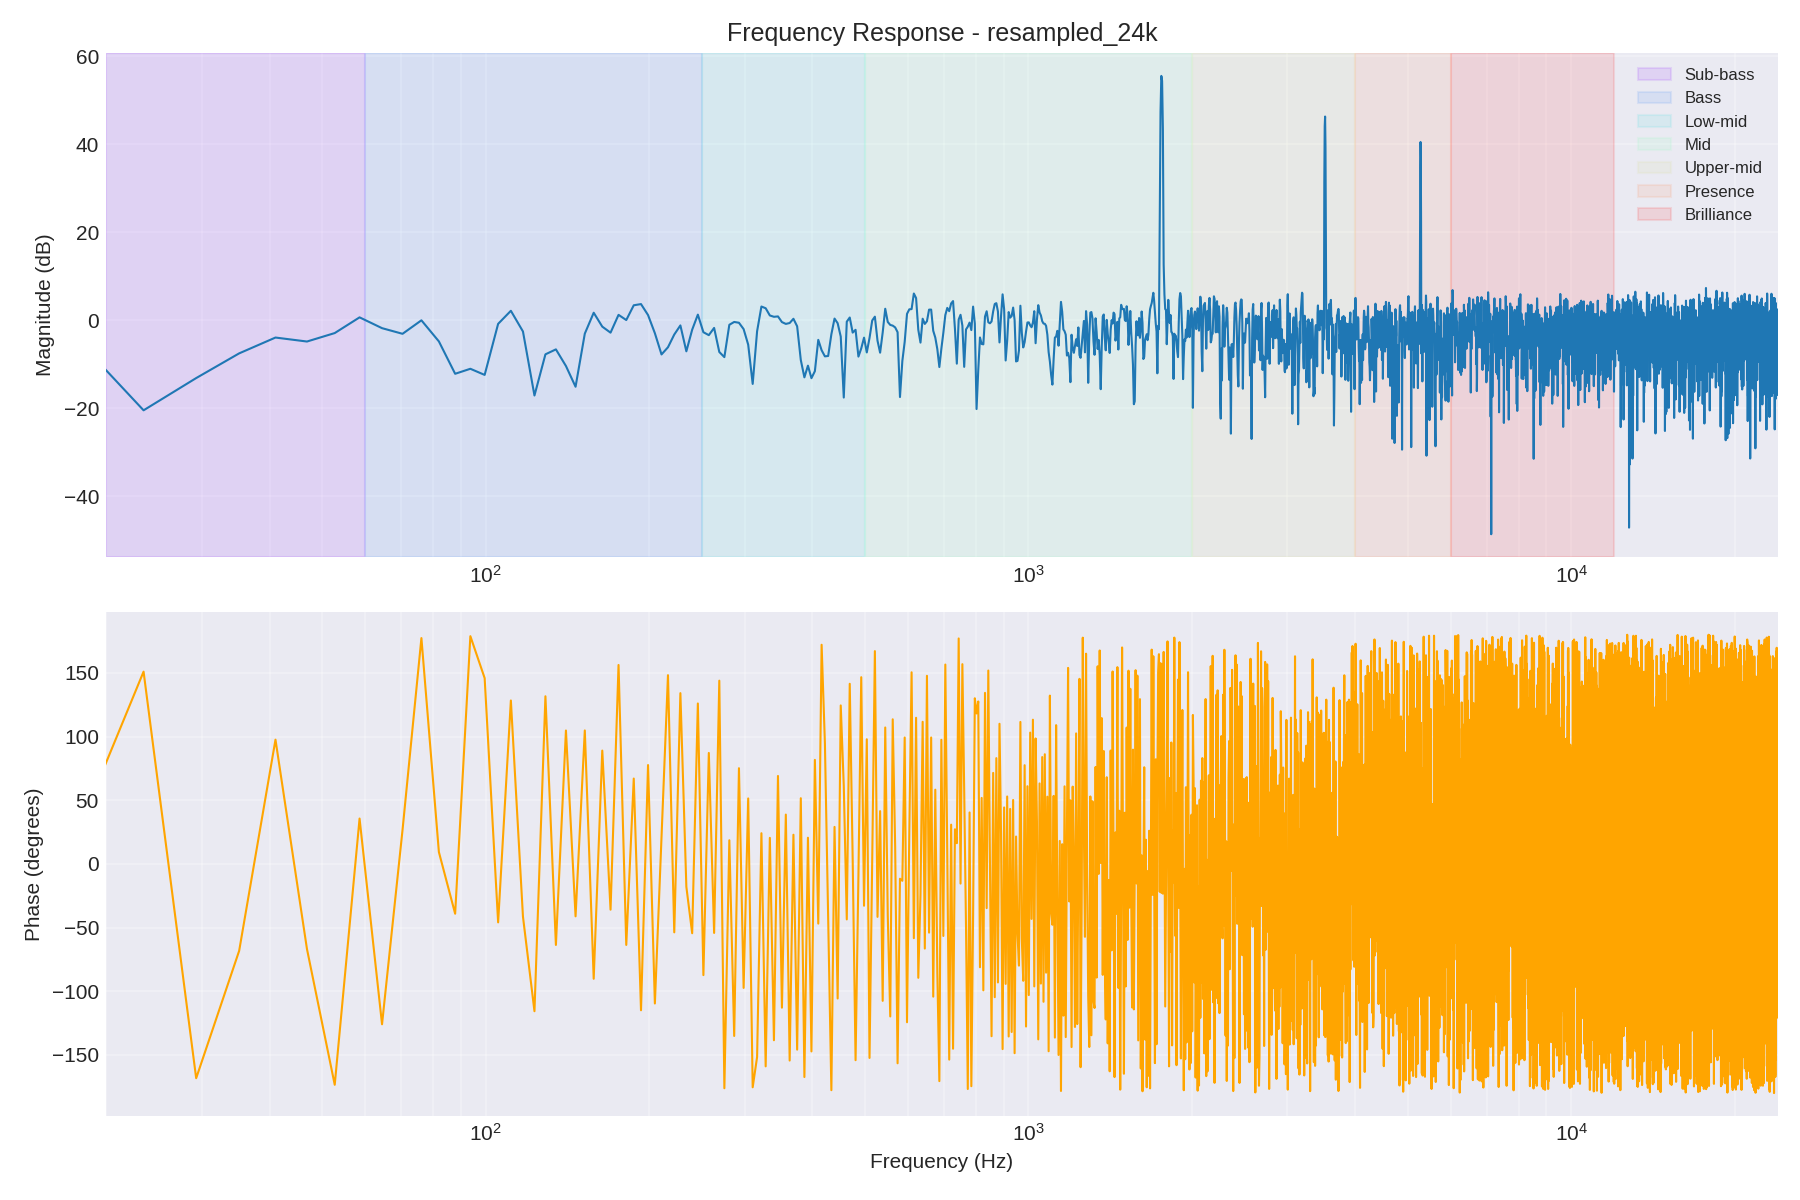 Frequency Response - resampled_24k
Magnitude (dB)
60
40
20
0
−20
−40
Sub-bass
Bass
Low-mid
Mid
Upper-mid
Presence
Brilliance
10²
10³
10⁴
Phase (degrees)
150
100
50
0
−50
−100
−150
10²
10³
10⁴
Frequency (Hz)